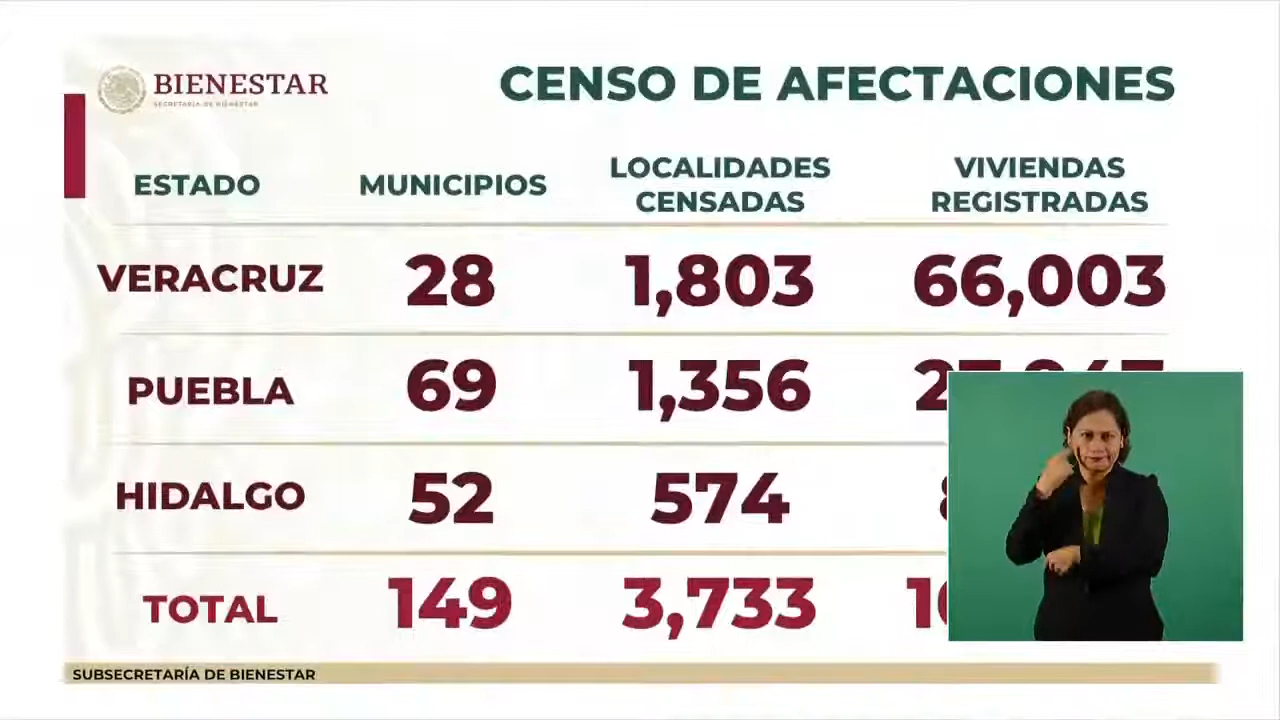 BIENESTAR
SECRETARÍA DE BIENESTAR
CENSO DE AFECTACIONES
ESTADO MUNICIPIOS LOCALIDADES CENSADAS VIVIENDAS REGISTRADAS
VERACRUZ 28 1,803 66,003
PUEBLA 69 1,356
HIDALGO 52 574
TOTAL 149 3,733
SUBSECRETARÍA DE BIENESTAR